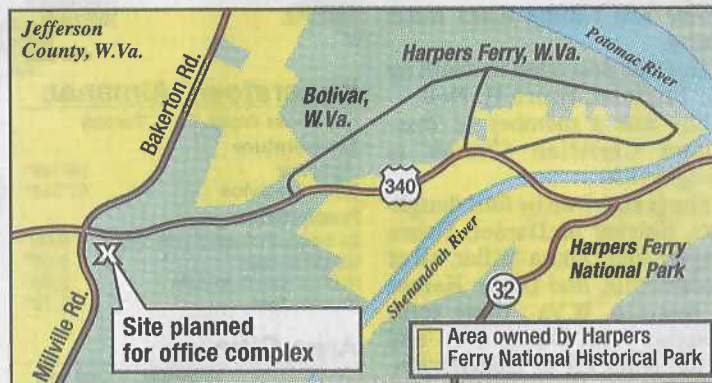 Jefferson
County, W.Va.
Bakerton Rd.
Harpers Ferry, W.Va.
Potomac River
Bolivar,
W.Va.
340
Shenandoah River
Harpers Ferry
National Park
32
Millville Rd.
X
Site planned
for office complex
Area owned by Harpers
Ferry National Historical Park